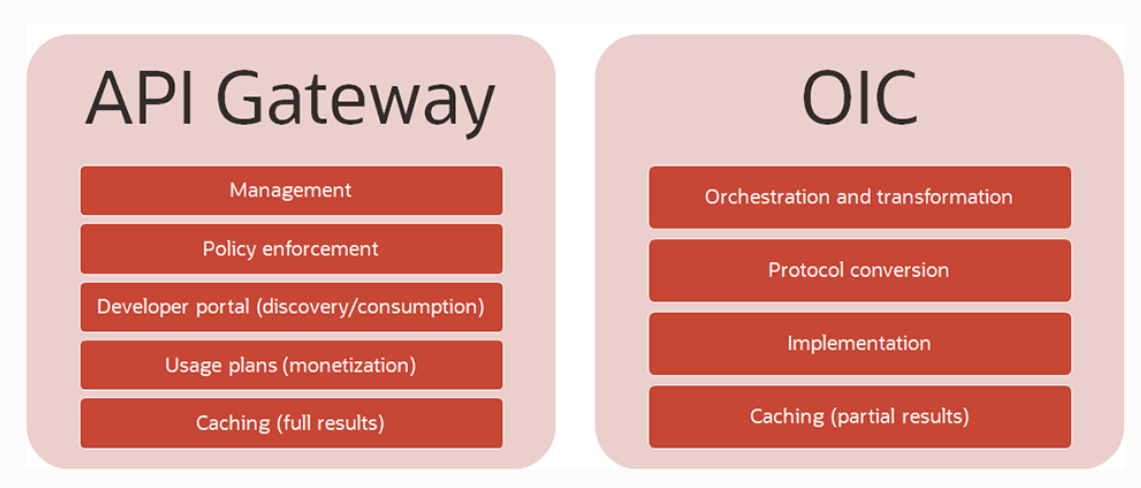 API Gateway
Management
Policy enforcement
Developer portal (discovery/consumption)
Usage plans (monetization)
Caching (full results)
OIC
Orchestration and transformation
Protocol conversion
Implementation
Caching (partial results)